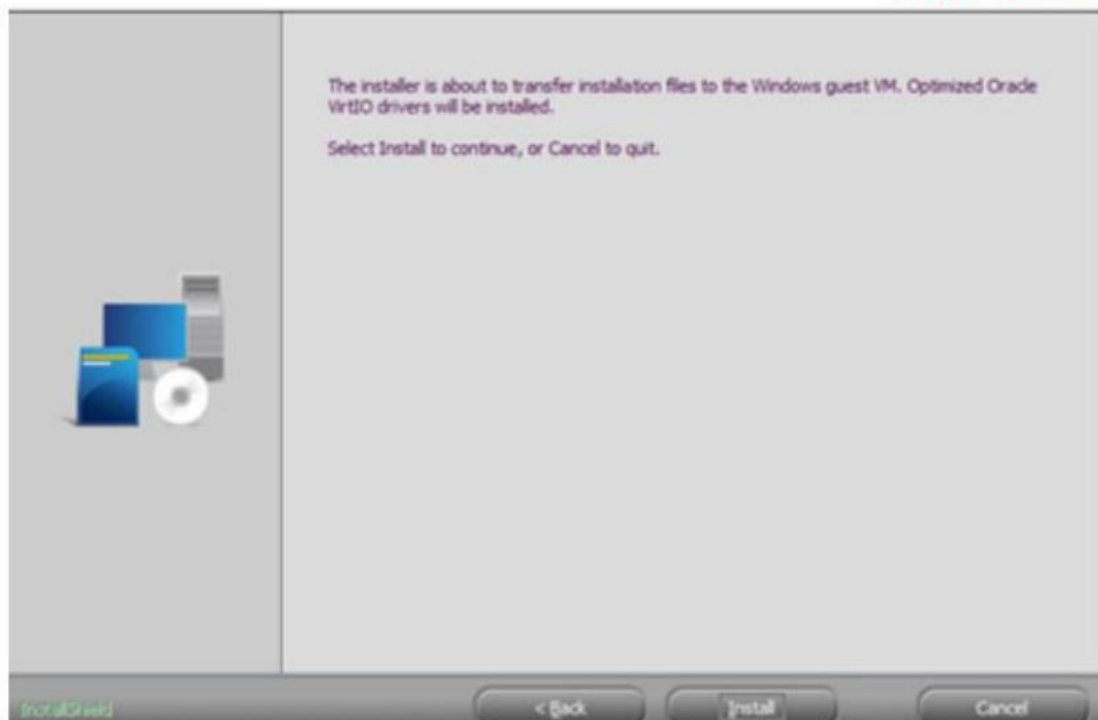 The installer is about to transfer installation files to the Windows guest VM. Optimized Oracle
VirtIO drivers will be installed.
Select Install to continue, or Cancel to quit.
InstallShield
< Back
Install
Cancel